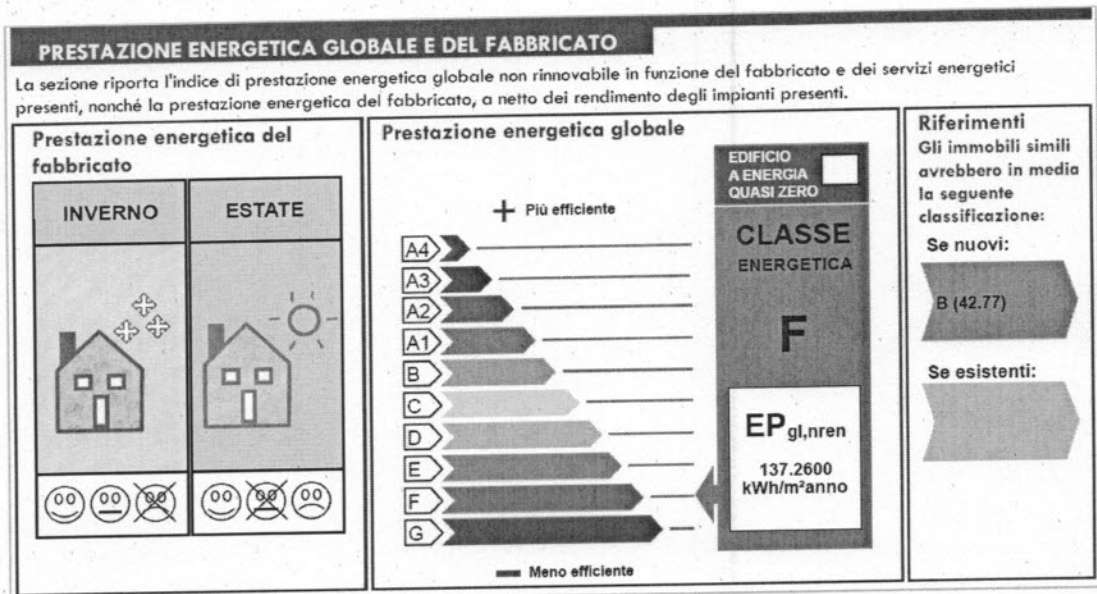 PRESTAZIONE ENERGETICA GLOBALE E DEL FABBRICATO
La sezione riporta l'indice di prestazione energetica globale non rinnovabile in funzione del fabbricato e dei servizi energetici
presenti, nonché la prestazione energetica del fabbricato, a netto dei rendimento degli impianti presenti.
Prestazione energetica del
fabbricato
INVERNO
ESTATE
Prestazione energetica globale
+ Più efficiente
A4
A3
A2
A1
B
C
D
E
F
G
Meno efficiente
EDIFICIO
A ENERGIA
QUASI ZERO
CLASSE
ENERGETICA
F
EPgl,nren
137.2600
kWh/m²anno
Riferimenti
Gli immobili simili
avrebbero in media
la seguente
classificazione:
Se nuovi:
B (42.77)
Se esistenti: